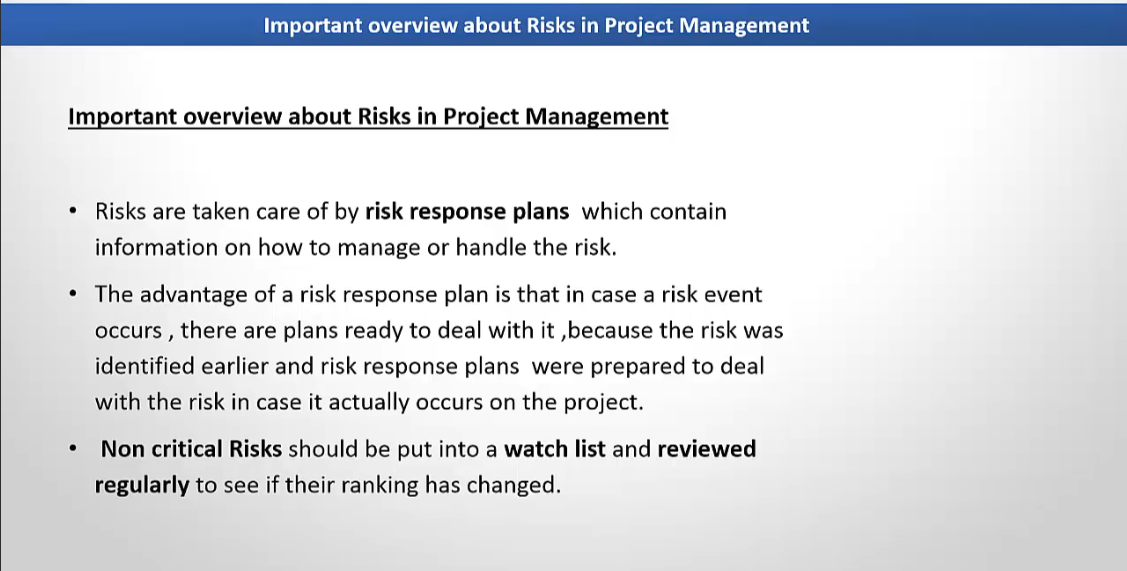 Important overview about Risks in Project Management
Important overview about Risks in Project Management
• Risks are taken care of by risk response plans  which contain
information on how to manage or handle the risk.
• The advantage of a risk response plan is that in case a risk event
occurs , there are plans ready to deal with it ,because the risk was
identified earlier and risk response plans  were prepared to deal
with the risk in case it actually occurs on the project.
• Non critical Risks should be put into a watch list and reviewed
regularly to see if their ranking has changed.